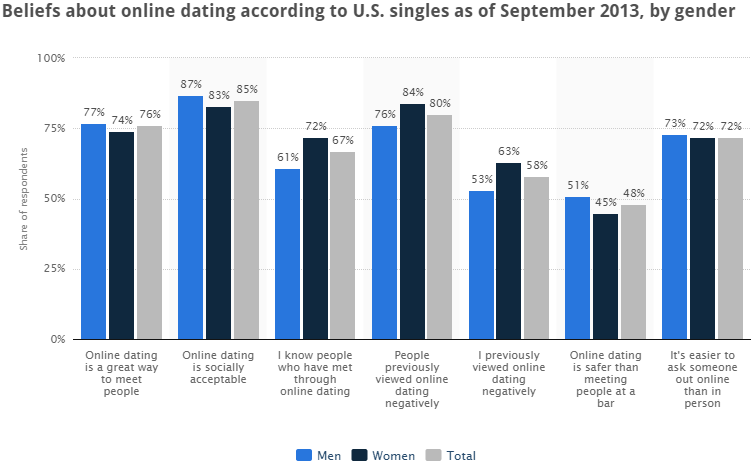 Beliefs about online dating according to U.S. singles as of September 2013, by gender
100%
75%
50%
25%
0%
Share of respondents
77%
74%
76%
87%
83%
85%
61%
72%
67%
76%
84%
80%
53%
63%
58%
51%
45%
48%
73%
72%
72%
Online dating
is a great way
to meet
people
Online dating
is socially
acceptable
I know people
who have met
through
online dating
People
previously
viewed online
dating
negatively
I previously
viewed online
dating
negatively
Online dating
is safer than
meeting
people at a
bar
It's easier to
ask someone
out online
than in
person
Men Women Total